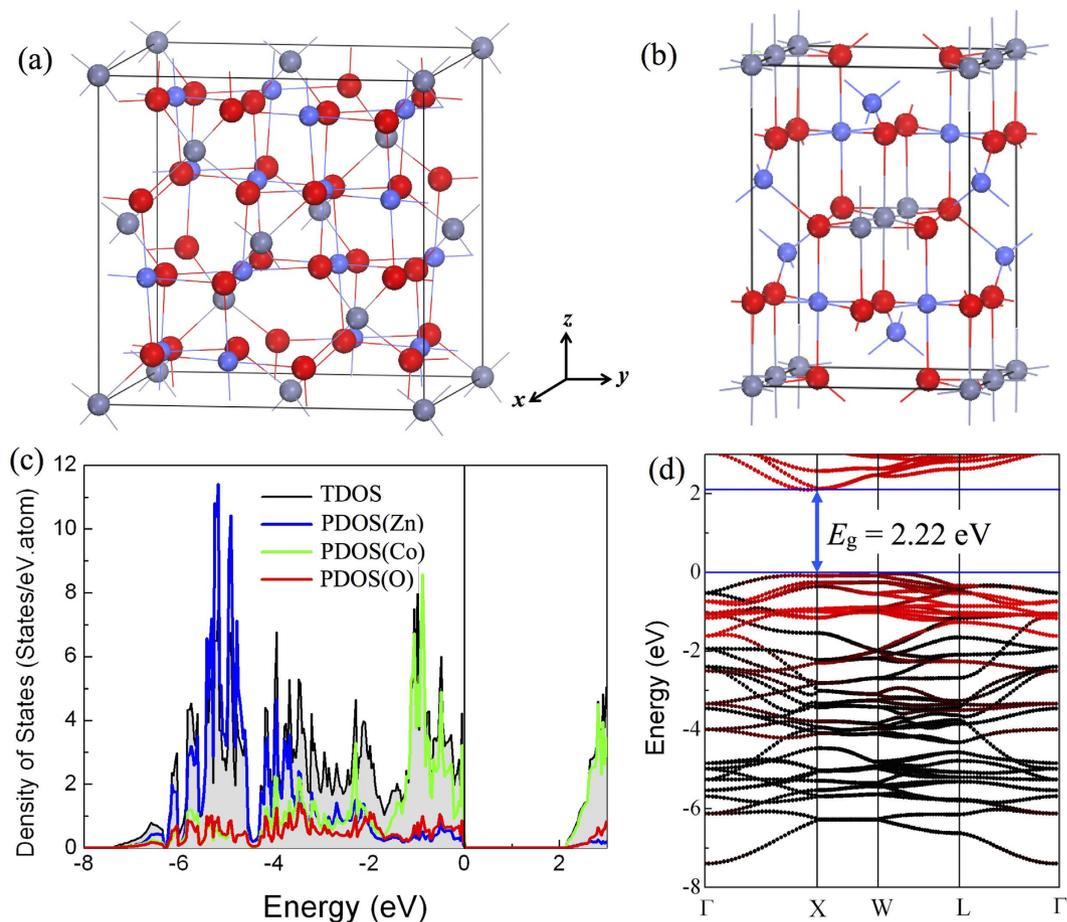 (a)
(b)
z
y
x
(c)
Density of States (States/eV.atom)
12
10
8
6
4
2
0
TDOS
PDOS(Zn)
PDOS(Co)
PDOS(O)
-8
-6
-4
-2
0
2
Energy (eV)
(d)
Energy (eV)
2
0
-2
-4
-6
-8
Eg = 2.22 eV
Γ
X
W
L
Γ